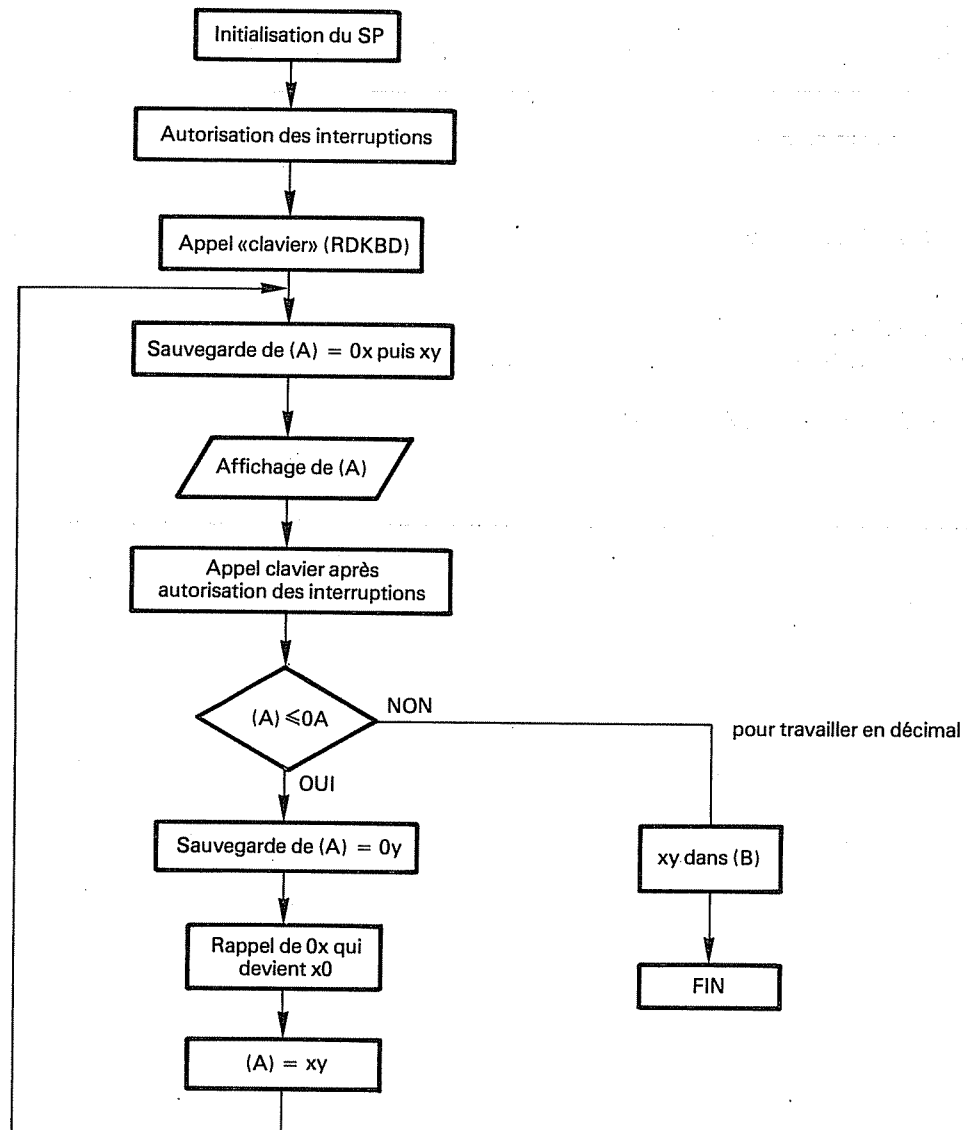 Initialisation du SP
Autorisation des interruptions
Appel «clavier» (RDKBD)
Sauvegarde de (A) = 0x puis xy
Affichage de (A)
Appel clavier après
autorisation des interruptions
(A) ⩽0A
NON
pour travailler en décimal
OUI
Sauvegarde de (A) = 0y
xy dans (B)
Rappel de 0x qui
devient x0
FIN
(A) = xy